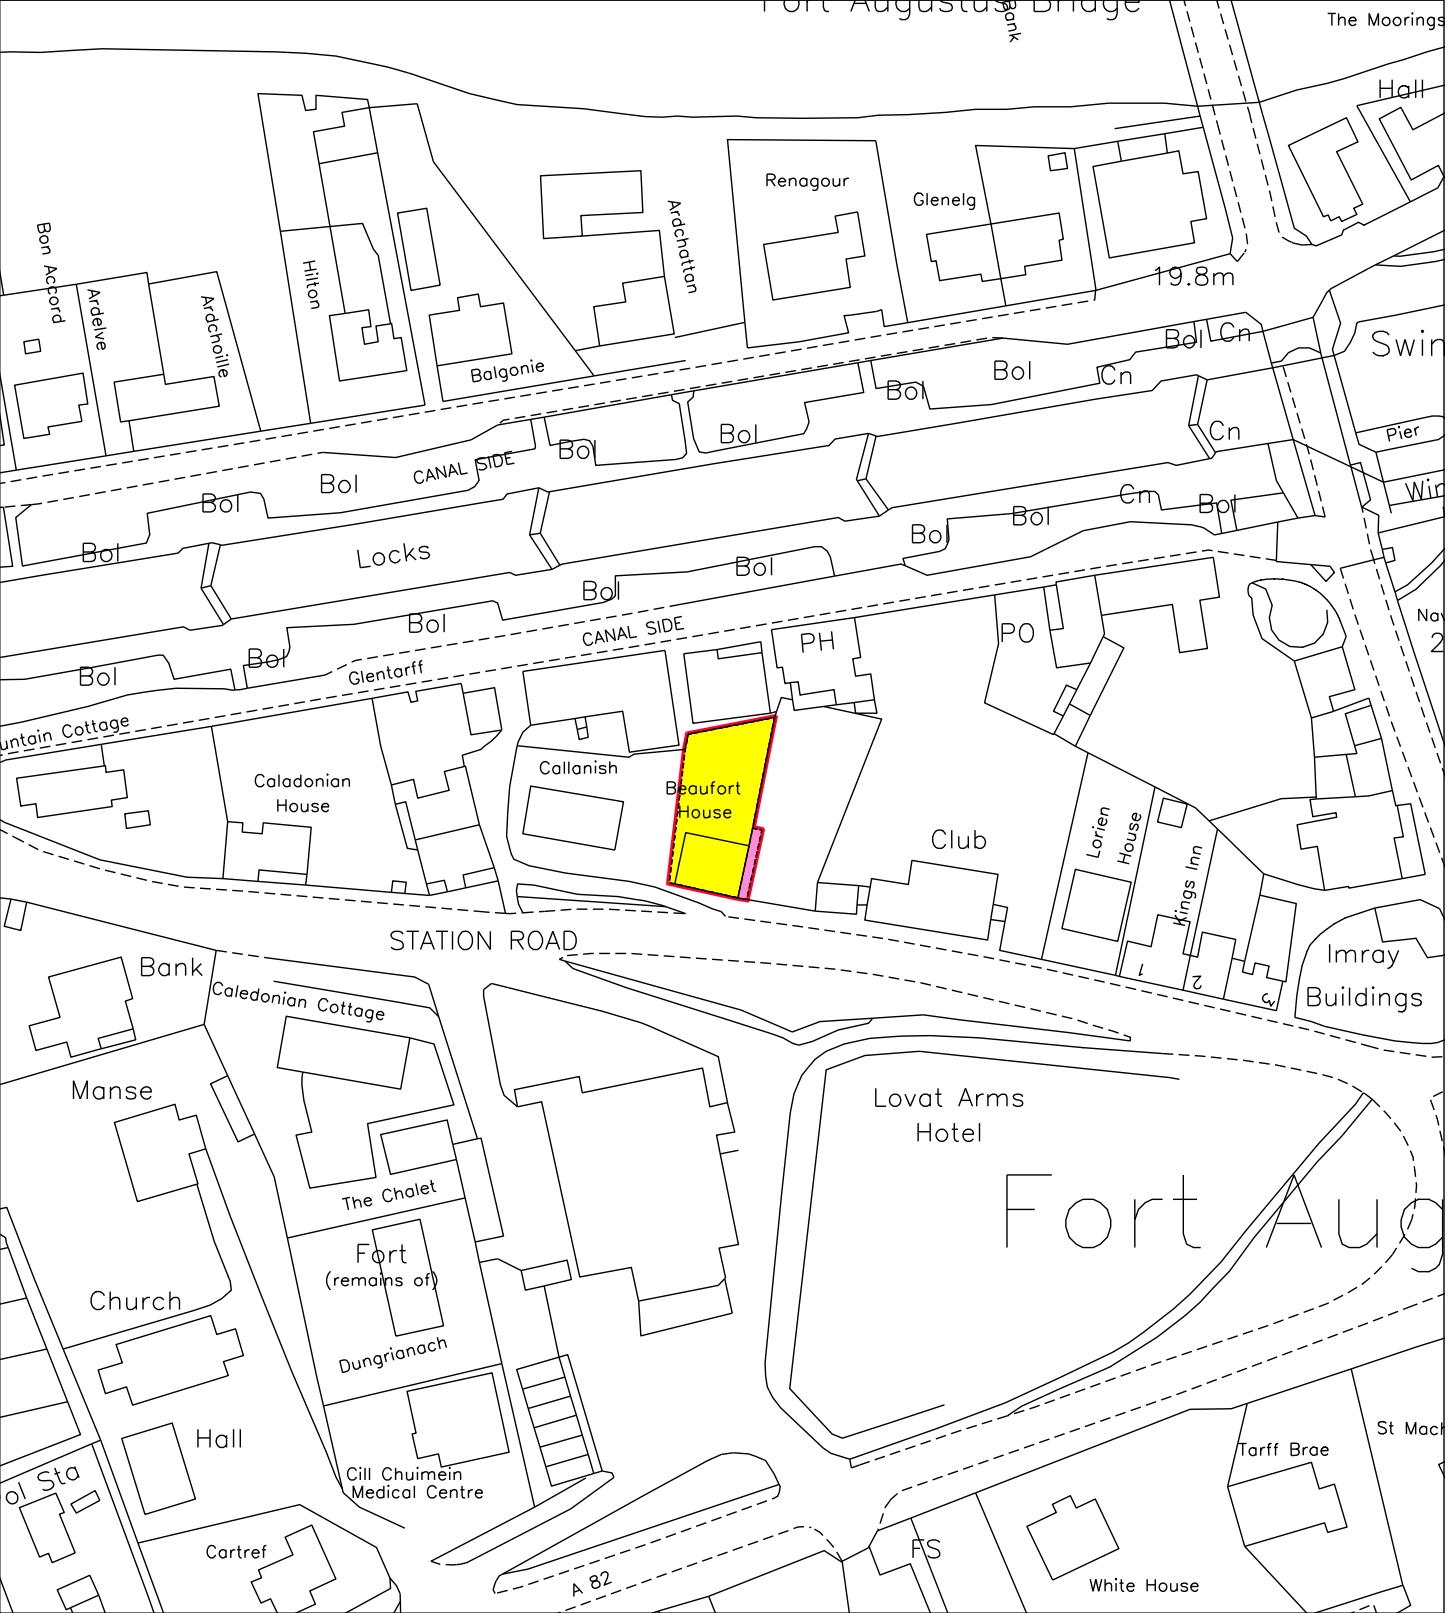 Fort Augustus Bridge
Bank
The Moorings
Hall
Renagour
Glenelg
Ardchattan
Bon Accord
Ardelve
Ardchoille
Hilton
Balgonie
19.8m
Bol
Cn
Swin
Bol
Cn
Bol
Bol
Cn
Pier
Bol
CANAL SIDE
Bol
Bol
Cn
Bol
Win
Bol
Bol
Bol
Locks
Bol
Bol
Bol
Bol
CANAL SIDE
PH
PO
Nav
2
Bol
Bol
Glentarff
untain Cottage
Caladonian
House
Callanish
Beaufort
House
Club
Lorien
House
Kings Inn
1
2
3
STATION ROAD
Bank
Caledonian Cottage
Imray
Buildings
Manse
Lovat Arms
Hotel
Fort Aug
The Chalet
Fort
(remains of)
Church
Dungrianach
Hall
ol Sta
Cill Chuimein
Medical Centre
Tarff Brae
St Mach
Cartref
A 82
FS
White House